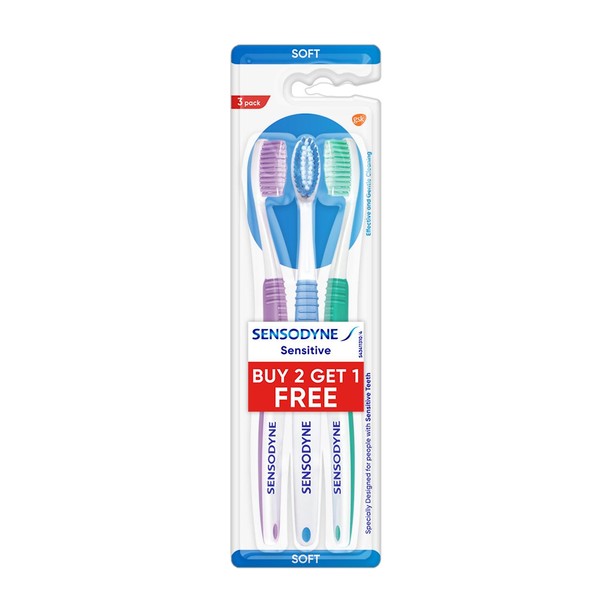 SOFT
3 pack
gsk
Effective and Gentle Cleaning
SENSODYNE
Sensitive
BUY 2 GET 1
FREE
Specially Designed for people with Sensitive Teeth
SENSODYNE
SENSODYNE
SENSODYNE
SOFT